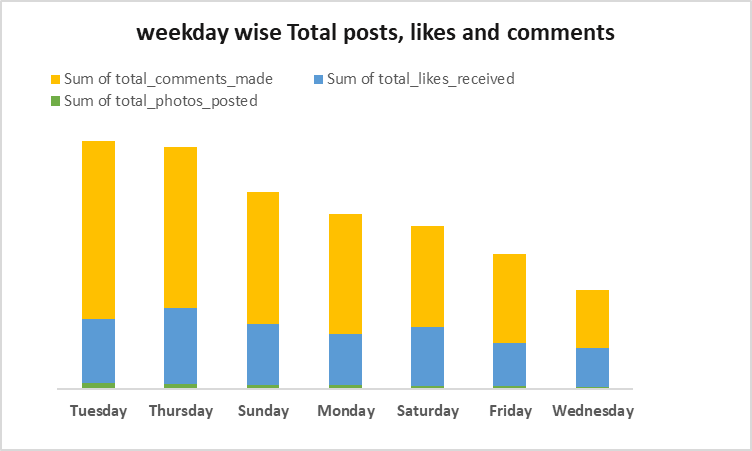 weekday wise Total posts, likes and comments
Sum of total_comments_made Sum of total_likes_received
Sum of total_photos_posted
Tuesday Thursday Sunday Monday Saturday Friday Wednesday